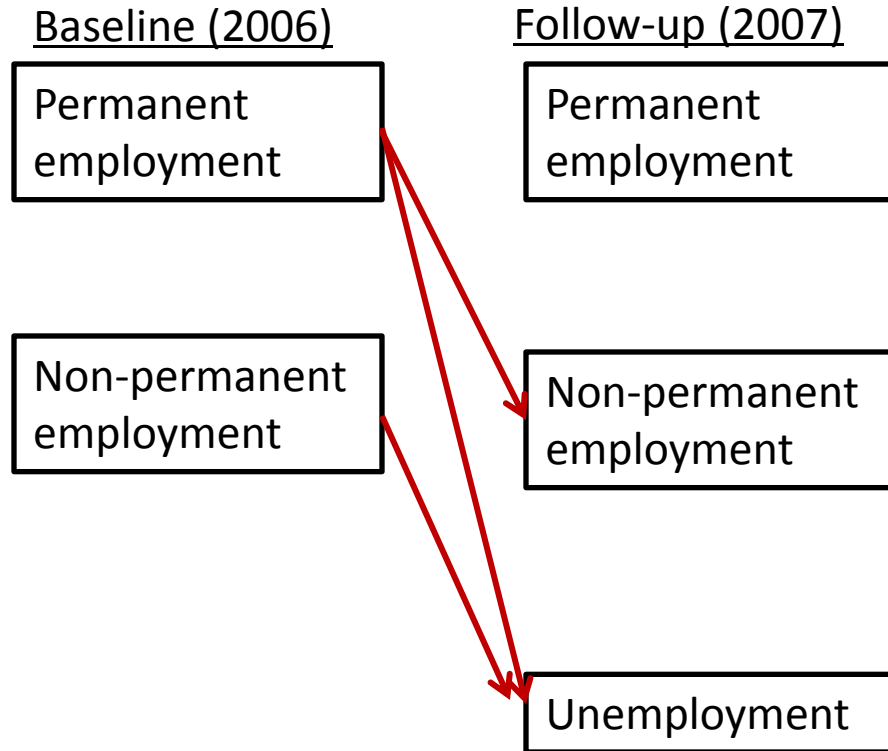 Baseline (2006)
Follow-up (2007)
Permanent
employment
Permanent
employment
Non-permanent
employment
Non-permanent
employment
Unemployment